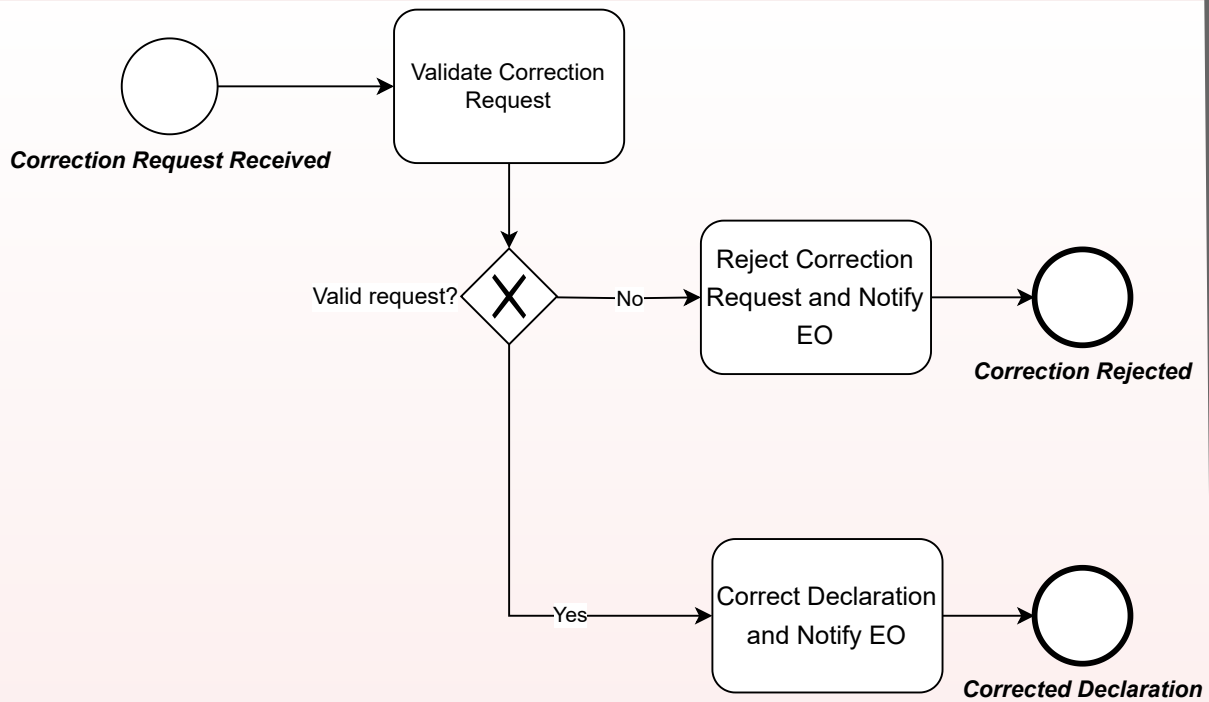 Validate Correction
Request
Correction Request Received
Valid request?
No
Reject Correction
Request and Notify
EO
Correction Rejected
Yes
Correct Declaration
and Notify EO
Corrected Declaration